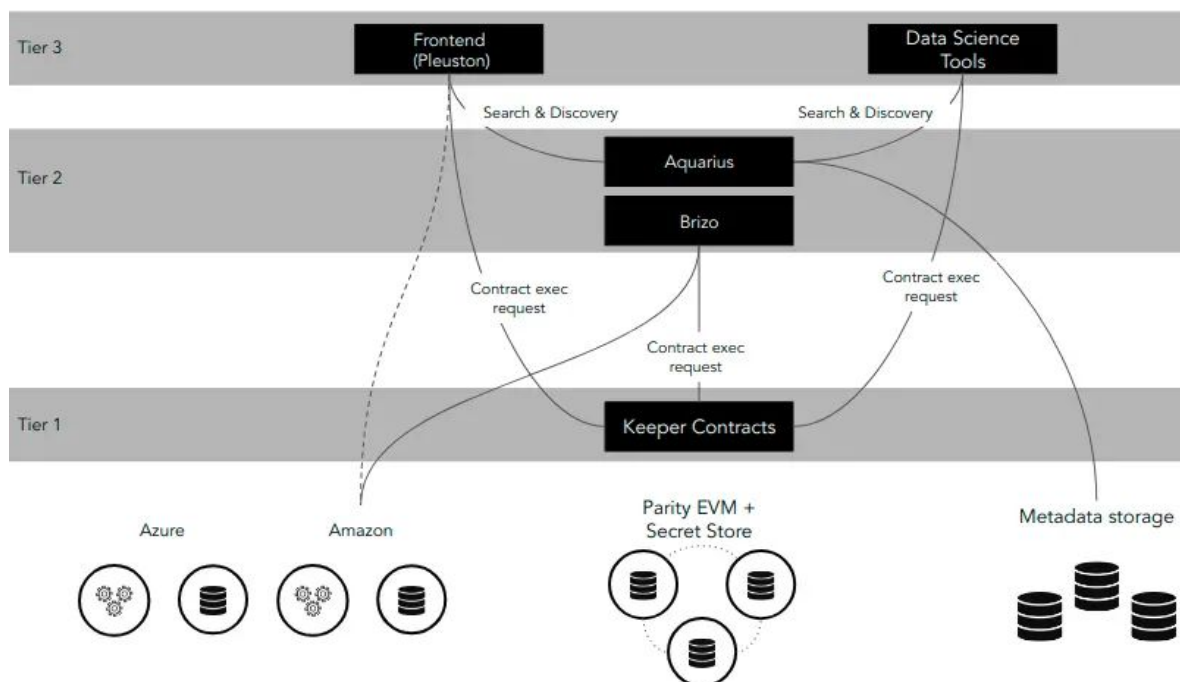 Tier 3
Frontend
(Pleuston)
Data Science
Tools
Search & Discovery
Search & Discovery
Tier 2
Aquarius
Brizo
Contract exec
request
Contract exec
request
Contract exec
request
Tier 1
Keeper Contracts
Azure
Amazon
Parity EVM +
Secret Store
Metadata storage